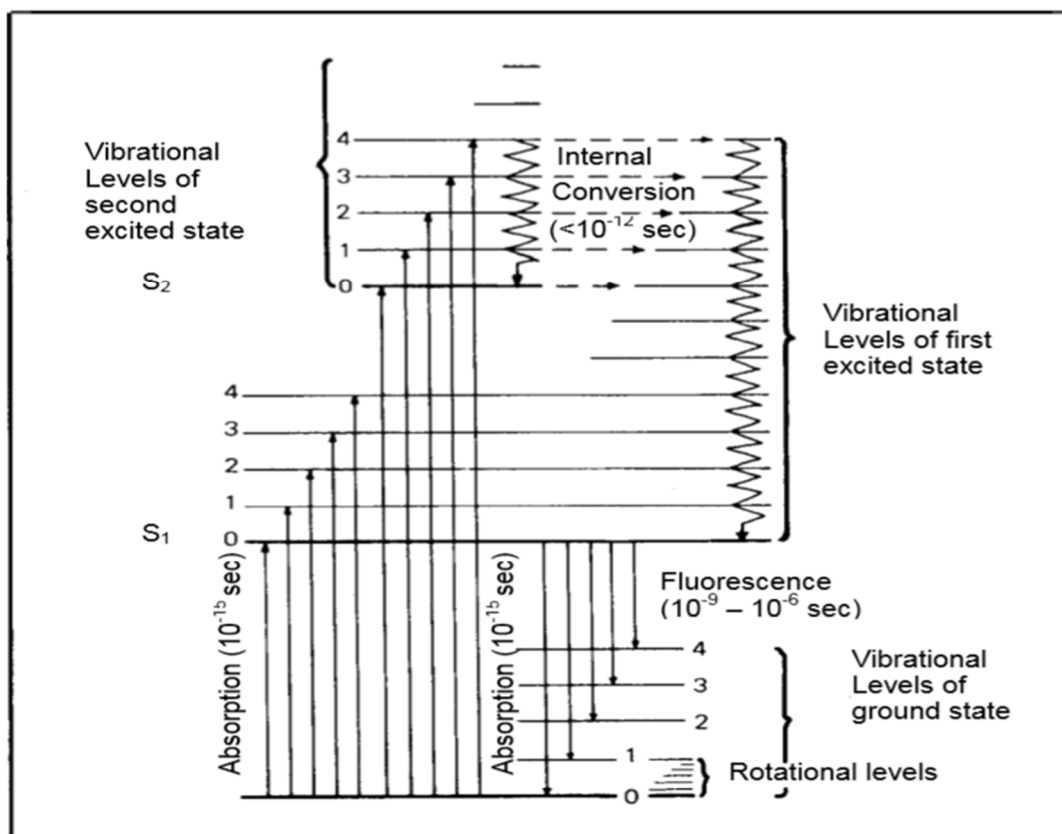 Vibrational
Levels of
second
excited state
S₂
4
3
2
1
0
Internal
Conversion
(<10⁻¹² sec)
Vibrational
Levels of first
excited state
4
3
2
1
0
S₁
Absorption (10⁻¹⁵ sec)
Absorption (10⁻¹⁵ sec)
Fluorescence
(10⁻⁹ – 10⁻⁶ sec)
4
3
2
1
0
Vibrational
Levels of
ground state
Rotational levels